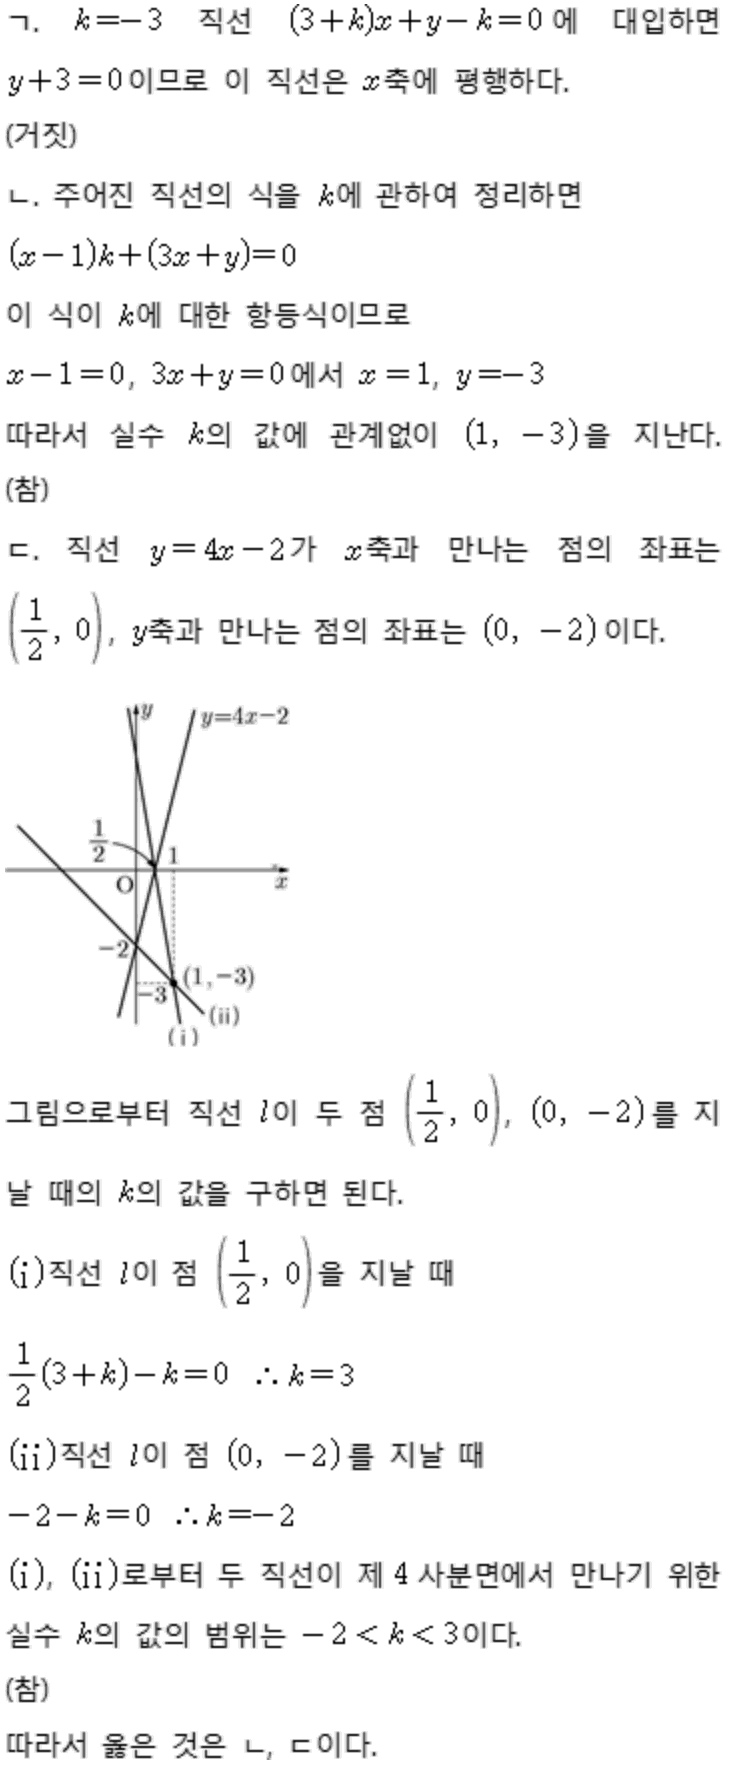 ㄱ. k=-3 직선 (3+k)x+y-k=0에 대입하면
y+3=0이므로 이 직선은 x축에 평행하다.
(거짓)
ㄴ. 주어진 직선의 식을 k에 관하여 정리하면
(x-1)k+(3x+y)=0
이 식이 k에 대한 항등식이므로
x-1=0, 3x+y=0에서 x=1, y=-3
따라서 실수 k의 값에 관계없이 (1, -3)을 지난다.
(참)
ㄷ. 직선 y=4x-2가 x축과 만나는 점의 좌표는
(1/2, 0), y축과 만나는 점의 좌표는 (0, -2)이다.
y
y=4x-2
1/2
1
O
x
-2
(1,-3)
-3
(ii)
(i)
그림으로부터 직선 l이 두 점 (1/2, 0), (0, -2)를 지
날 때의 k의 값을 구하면 된다.
(i)직선 l이 점 (1/2, 0)을 지날 때
1/2(3+k)-k=0 ∴k=3
(ii)직선 l이 점 (0, -2)를 지날 때
-2-k=0 ∴k=-2
(i), (ii)로부터 두 직선이 제 4 사분면에서 만나기 위한
실수 k의 값의 범위는 -2<k<3이다.
(참)
따라서 옳은 것은 ㄴ, ㄷ이다.